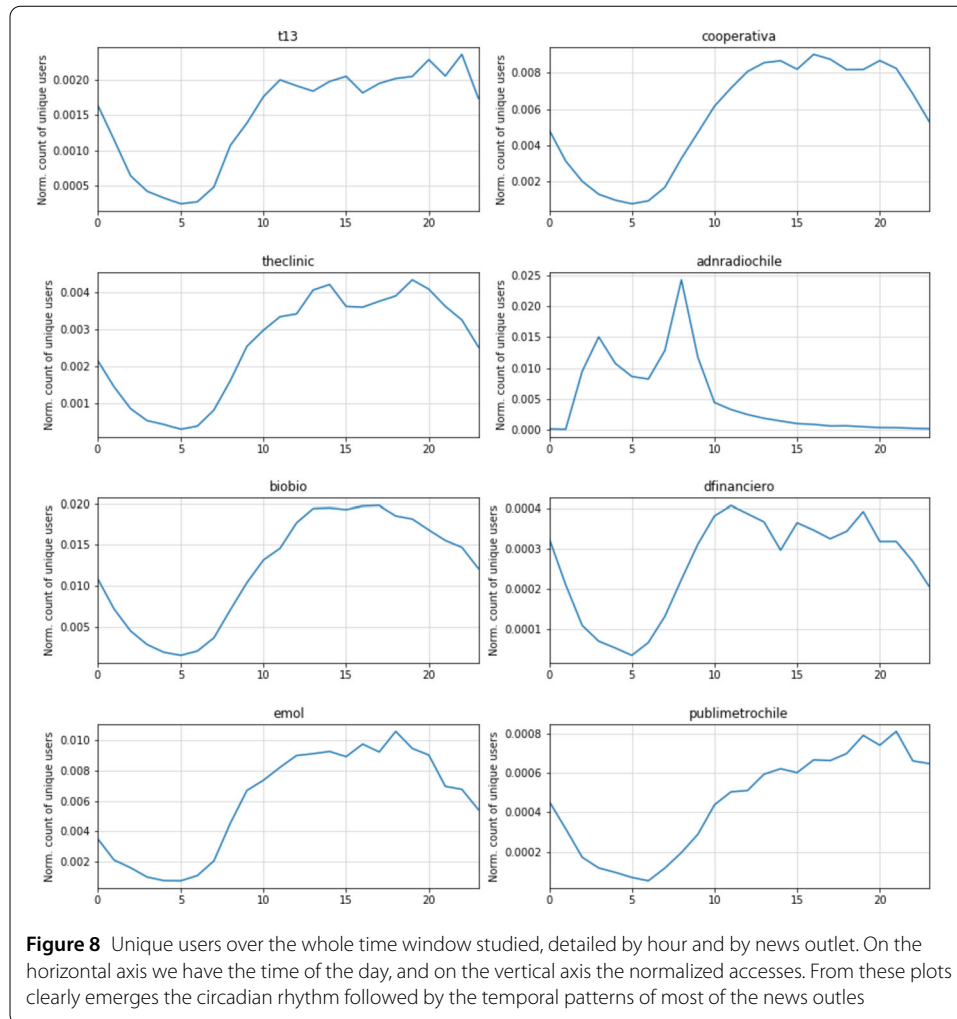 t13
Norm. count of unique users
0.0020
0.0015
0.0010
0.0005
0 5 10 15 20
cooperativa
Norm. count of unique users
0.008
0.006
0.004
0.002
0 5 10 15 20
theclinic
Norm. count of unique users
0.004
0.003
0.002
0.001
0 5 10 15 20
adnradiochile
Norm. count of unique users
0.025
0.020
0.015
0.010
0.005
0.000
0 5 10 15 20
biobio
Norm. count of unique users
0.020
0.015
0.010
0.005
0 5 10 15 20
dfinanciero
Norm. count of unique users
0.0004
0.0003
0.0002
0.0001
0 5 10 15 20
emol
Norm. count of unique users
0.010
0.008
0.006
0.004
0.002
0 5 10 15 20
publimetrochile
Norm. count of unique users
0.0008
0.0006
0.0004
0.0002
0 5 10 15 20
Figure 8 Unique users over the whole time window studied, detailed by hour and by news outlet. On the
horizontal axis we have the time of the day, and on the vertical axis the normalized accesses. From these plots
clearly emerges the circadian rhythm followed by the temporal patterns of most of the news outles